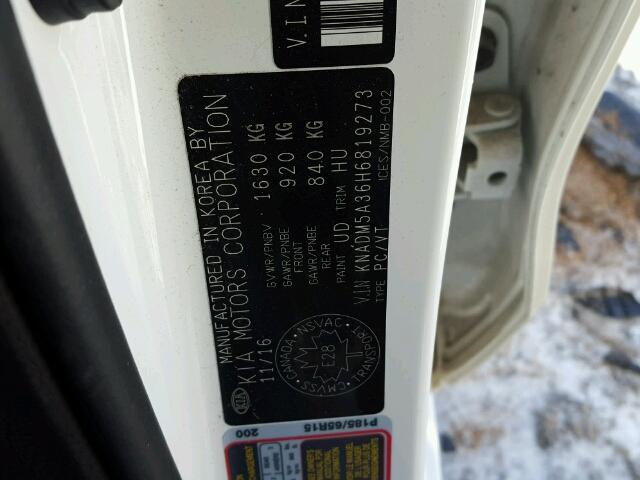 V.I.N
MANUFACTURED IN KOREA BY
KIA MOTORS CORPORATION
11/16
GVWR/PNBV 1630 KG
GAWR/PNBE FRONT 920 KG
GAWR/PNBE REAR 840 KG
PAINT UD TRIM HU
V.I.N KNADM5A36H6819273
TYPE PC/VT ICES/NMB-002
CANADA NSVAC TRANSPORT CMVSS
E28
KIA
P185/65R15
200